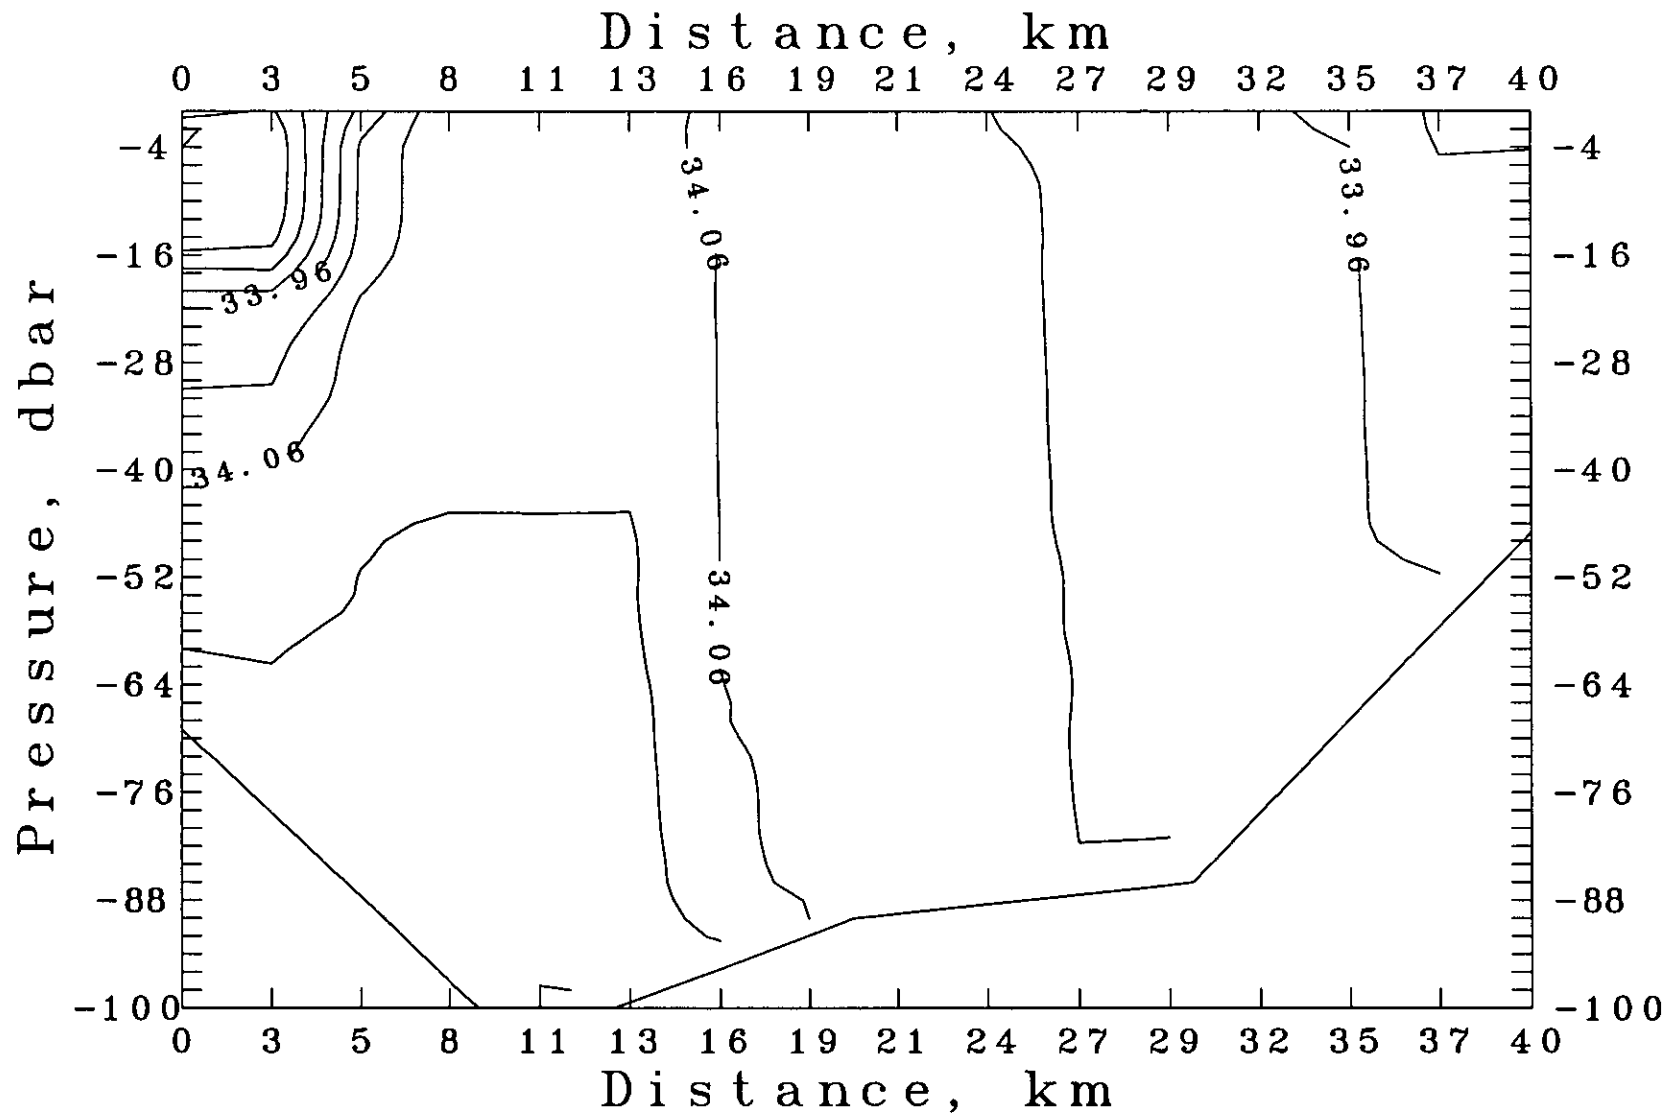 Distance, km
0 3 5 8 11 13 16 19 21 24 27 29 32 35 37 40
Pressure, dbar
-4 -4
-16 -16
-28 -28
-40 -40
-52 -52
-64 -64
-76 -76
-88 -88
-100 -100
33.96
34.06
34.06
34.06
33.96
0 3 5 8 11 13 16 19 21 24 27 29 32 35 37 40
Distance, km